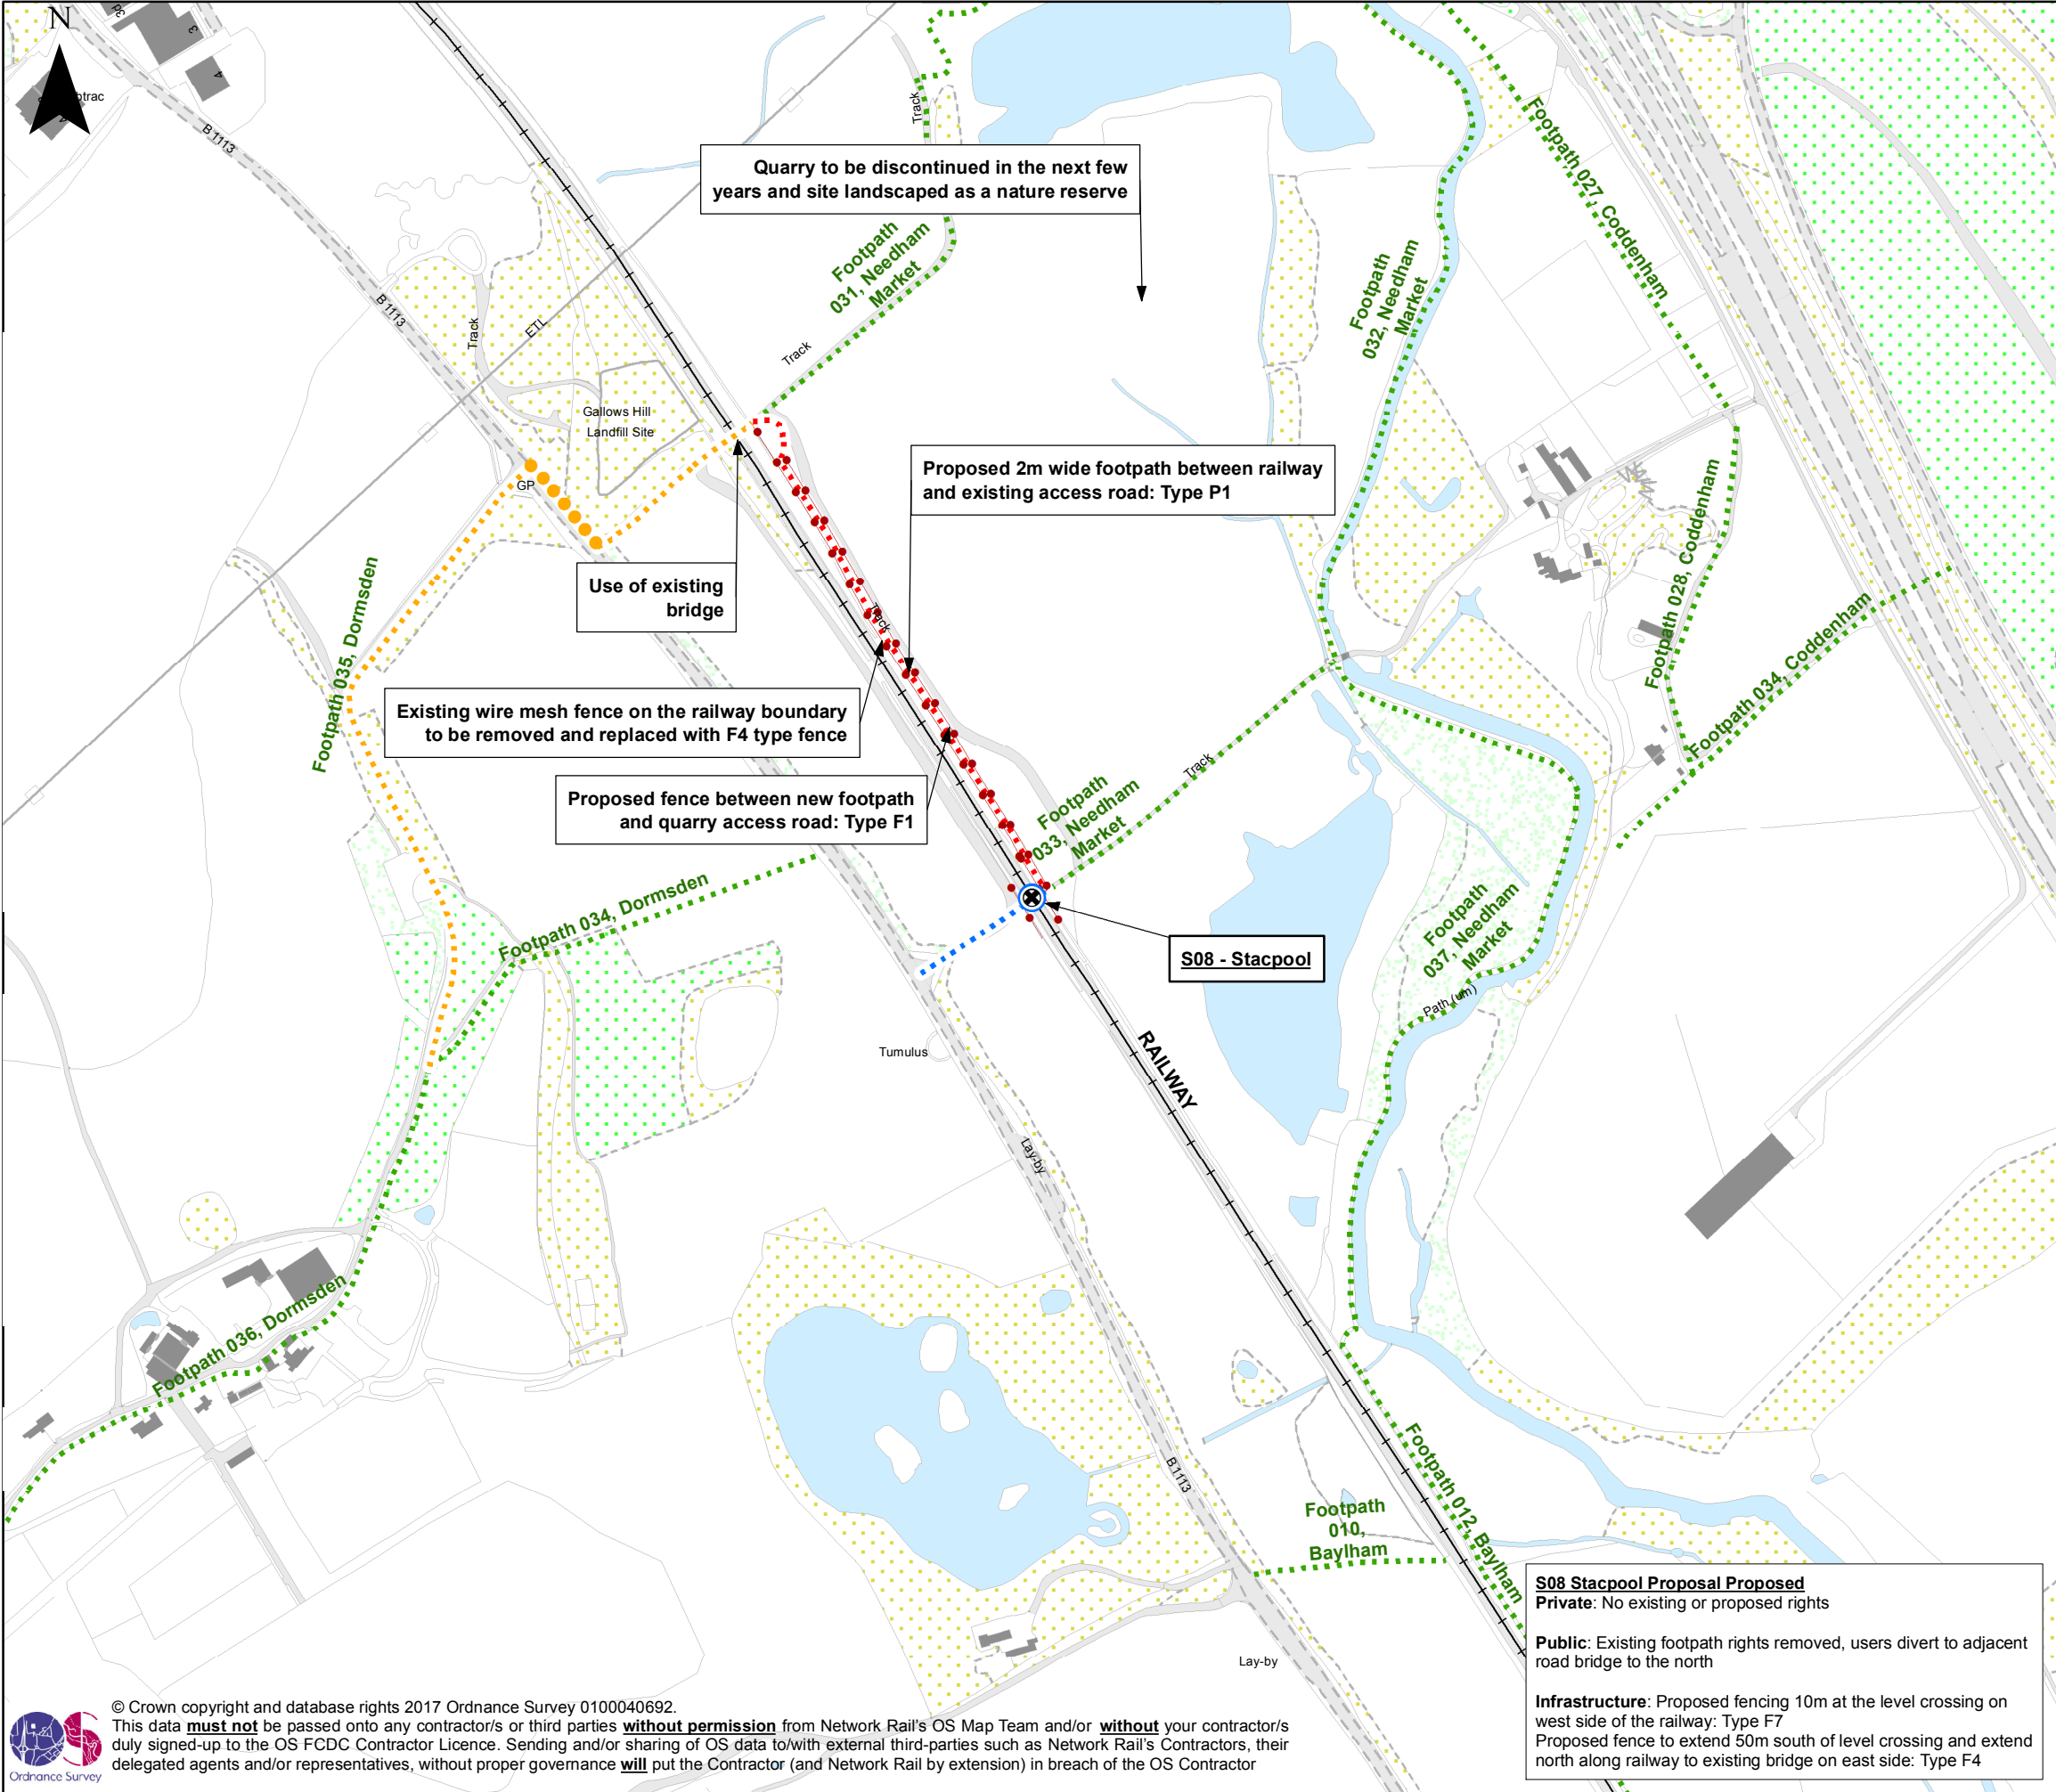 N
3d
3
4
B 1113
Track
Quarry to be discontinued in the next few
years and site landscaped as a nature reserve
Footpath 027, Coddenham
Footpath
031, Needham
Market
Footpath
032, Needham
Market
B 1113
Track
ETL
Track
Gallows Hill
Landfill Site
Proposed 2m wide footpath between railway
and existing access road: Type P1
GP
Use of existing
bridge
Track
Footpath 035, Dormsden
Footpath 028, Coddenham
Footpath 034, Coddenham
Existing wire mesh fence on the railway boundary
to be removed and replaced with F4 type fence
Proposed fence between new footpath
and quarry access road: Type F1
Footpath
033, Needham
Market
Track
Footpath 034, Dormsden
Footpath
037, Needham
Market
S08 - Stacpool
Path (um)
Tumulus
RAILWAY
Lay-by
Footpath 036, Dormsden
B 1113
Footpath 012, Baylham
Footpath
010,
Baylham
Lay-by
S08 Stacpool Proposal Proposed
Private: No existing or proposed rights
Public: Existing footpath rights removed, users divert to adjacent
road bridge to the north
Infrastructure: Proposed fencing 10m at the level crossing on
west side of the railway: Type F7
Proposed fence to extend 50m south of level crossing and extend
north along railway to existing bridge on east side: Type F4
© Crown copyright and database rights 2017 Ordnance Survey 0100040692.
This data must not be passed onto any contractor/s or third parties without permission from Network Rail's OS Map Team and/or without your contractor/s
duly signed-up to the OS FCDC Contractor Licence. Sending and/or sharing of OS data to/with external third-parties such as Network Rail's Contractors, their
delegated agents and/or representatives, without proper governance will put the Contractor (and Network Rail by extension) in breach of the OS Contractor
Ordnance Survey